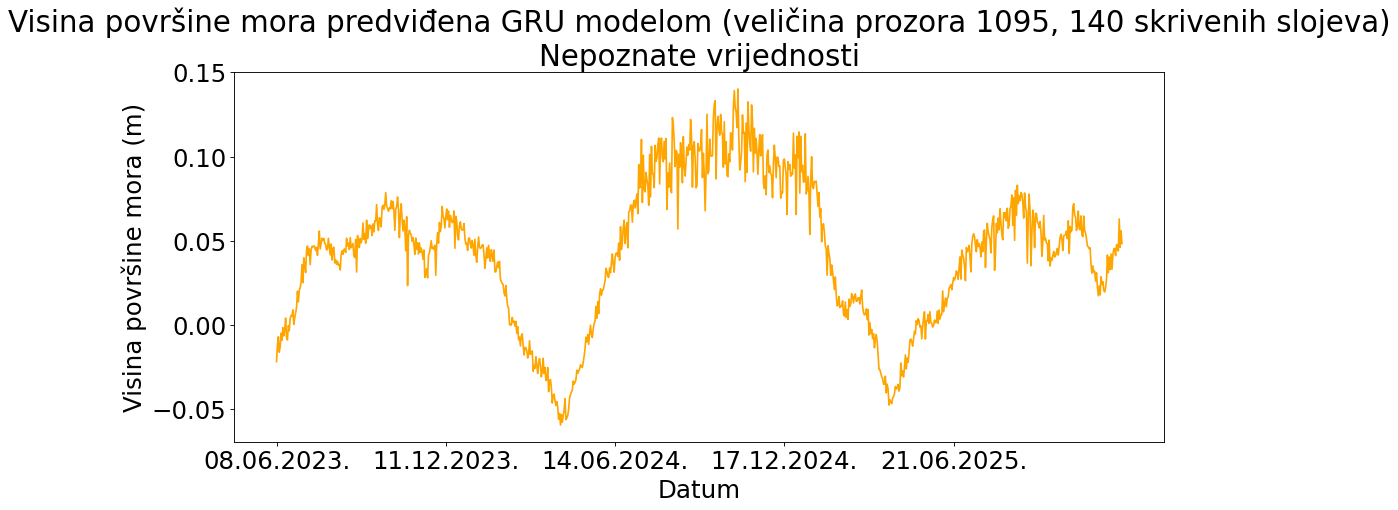 Visina površine mora predviđena GRU modelom (veličina prozora 1095, 140 skrivenih slojeva)
Nepoznate vrijednosti
Visina površine mora (m)
0.15
0.10
0.05
0.00
−0.05
08.06.2023. 11.12.2023. 14.06.2024. 17.12.2024. 21.06.2025.
Datum